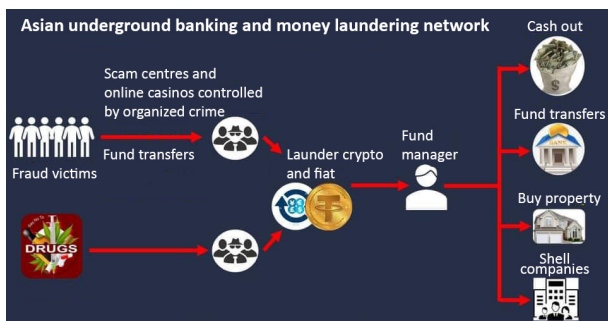 Asian underground banking and money laundering network
Cash out
Scam centres and
online casinos controlled
by organized crime
Fund transfers
Fraud victims
Fund transfers
Launder crypto
and fiat
Fund
manager
BANK
Buy property
DRUGS
Shell
companies